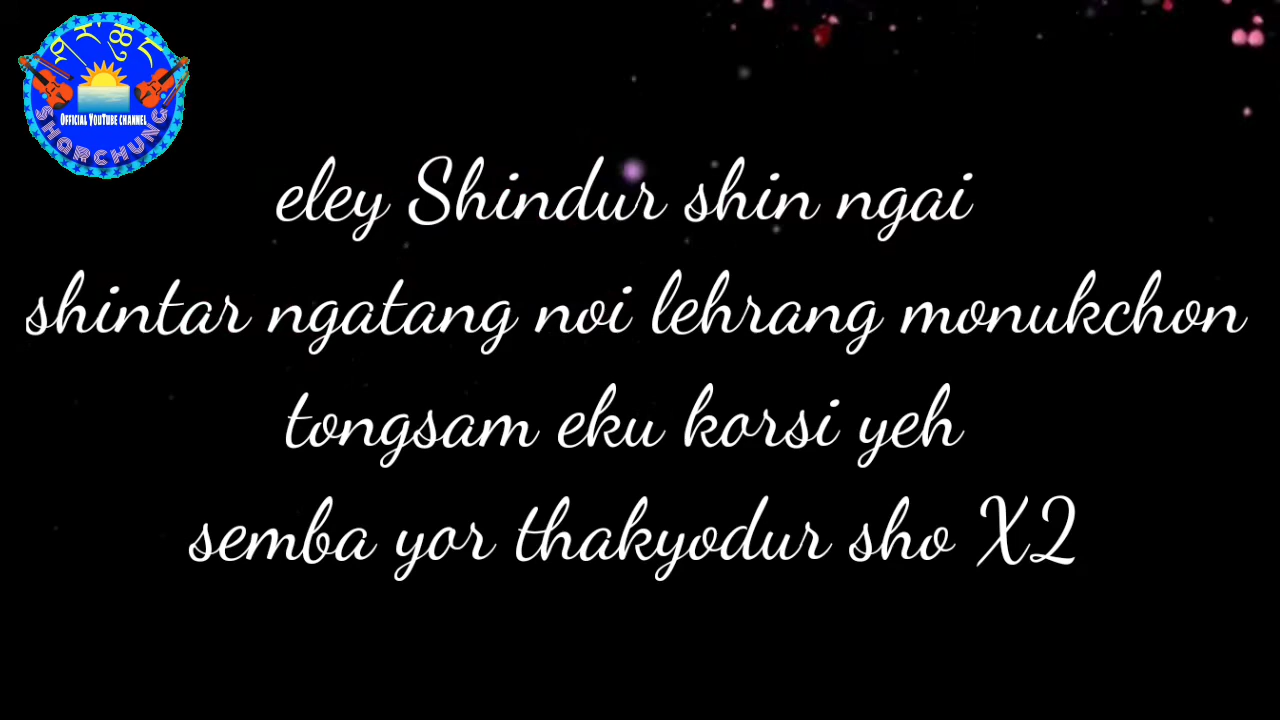 ཤར་ཆུང
OFFICIAL YOUTUBE CHANNEL
SHARCHUNG
eley Shindur shin ngai
shintar ngatang noi lehrang monukchon
tongsam eku korsi yeh
semba yor thakyodur sho X2